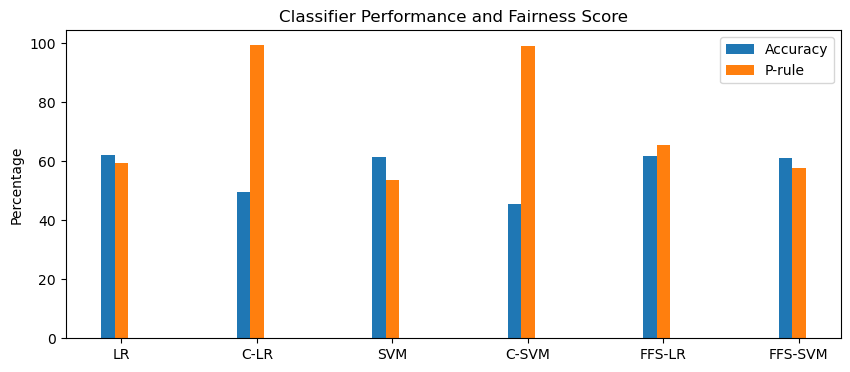 Classifier Performance and Fairness Score
Accuracy
P-rule
Percentage
100
80
60
40
20
0
LR
C-LR
SVM
C-SVM
FFS-LR
FFS-SVM